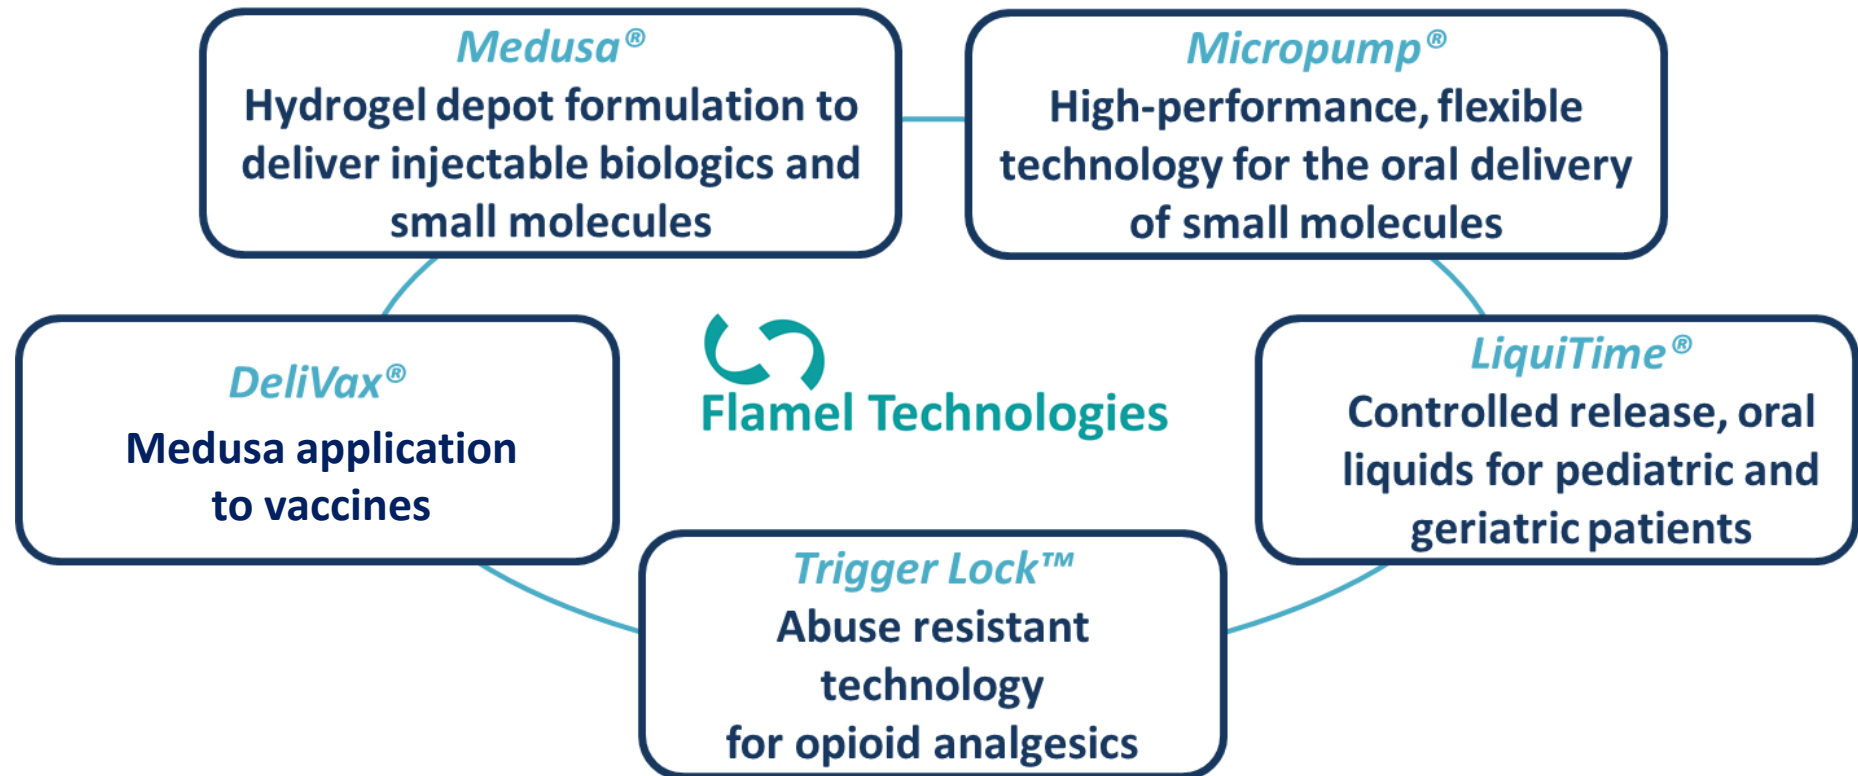 Medusa®
Hydrogel depot formulation to
deliver injectable biologics and
small molecules
Micropump®
High-performance, flexible
technology for the oral delivery
of small molecules
DeliVax®
Medusa application
to vaccines
Flamel Technologies
LiquiTime®
Controlled release, oral
liquids for pediatric and
geriatric patients
Trigger Lock™
Abuse resistant
technology
for opioid analgesics